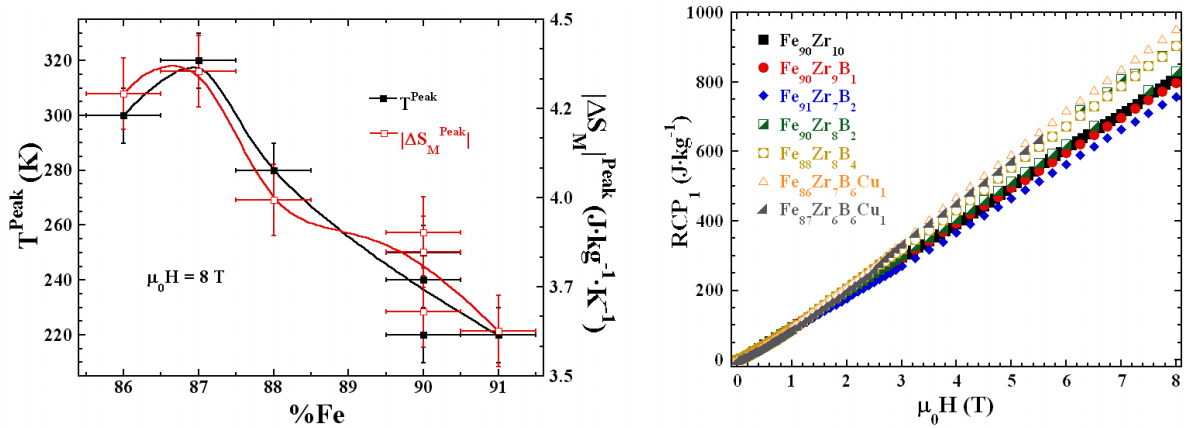 4.5
320
T^Peak
300
|ΔS_M^Peak|
4.2
280
4.0
260
240
3.7
μ₀H = 8 T
220
3.5
86 87 88 89 90 91
%Fe
T^Peak (K)
|ΔS_M|^Peak (J·kg⁻¹·K⁻¹)
1000
800
600
400
200
0
Fe₉₀Zr₁₀
Fe₉₀Zr₉B₁
Fe₉₁Zr₇B₂
Fe₉₀Zr₈B₂
Fe₈₈Zr₈B₄
Fe₈₆Zr₇B₆Cu₁
Fe₈₇Zr₆B₆Cu₁
0 1 2 3 4 5 6 7 8
μ₀H (T)
RCP₁ (J·kg⁻¹)